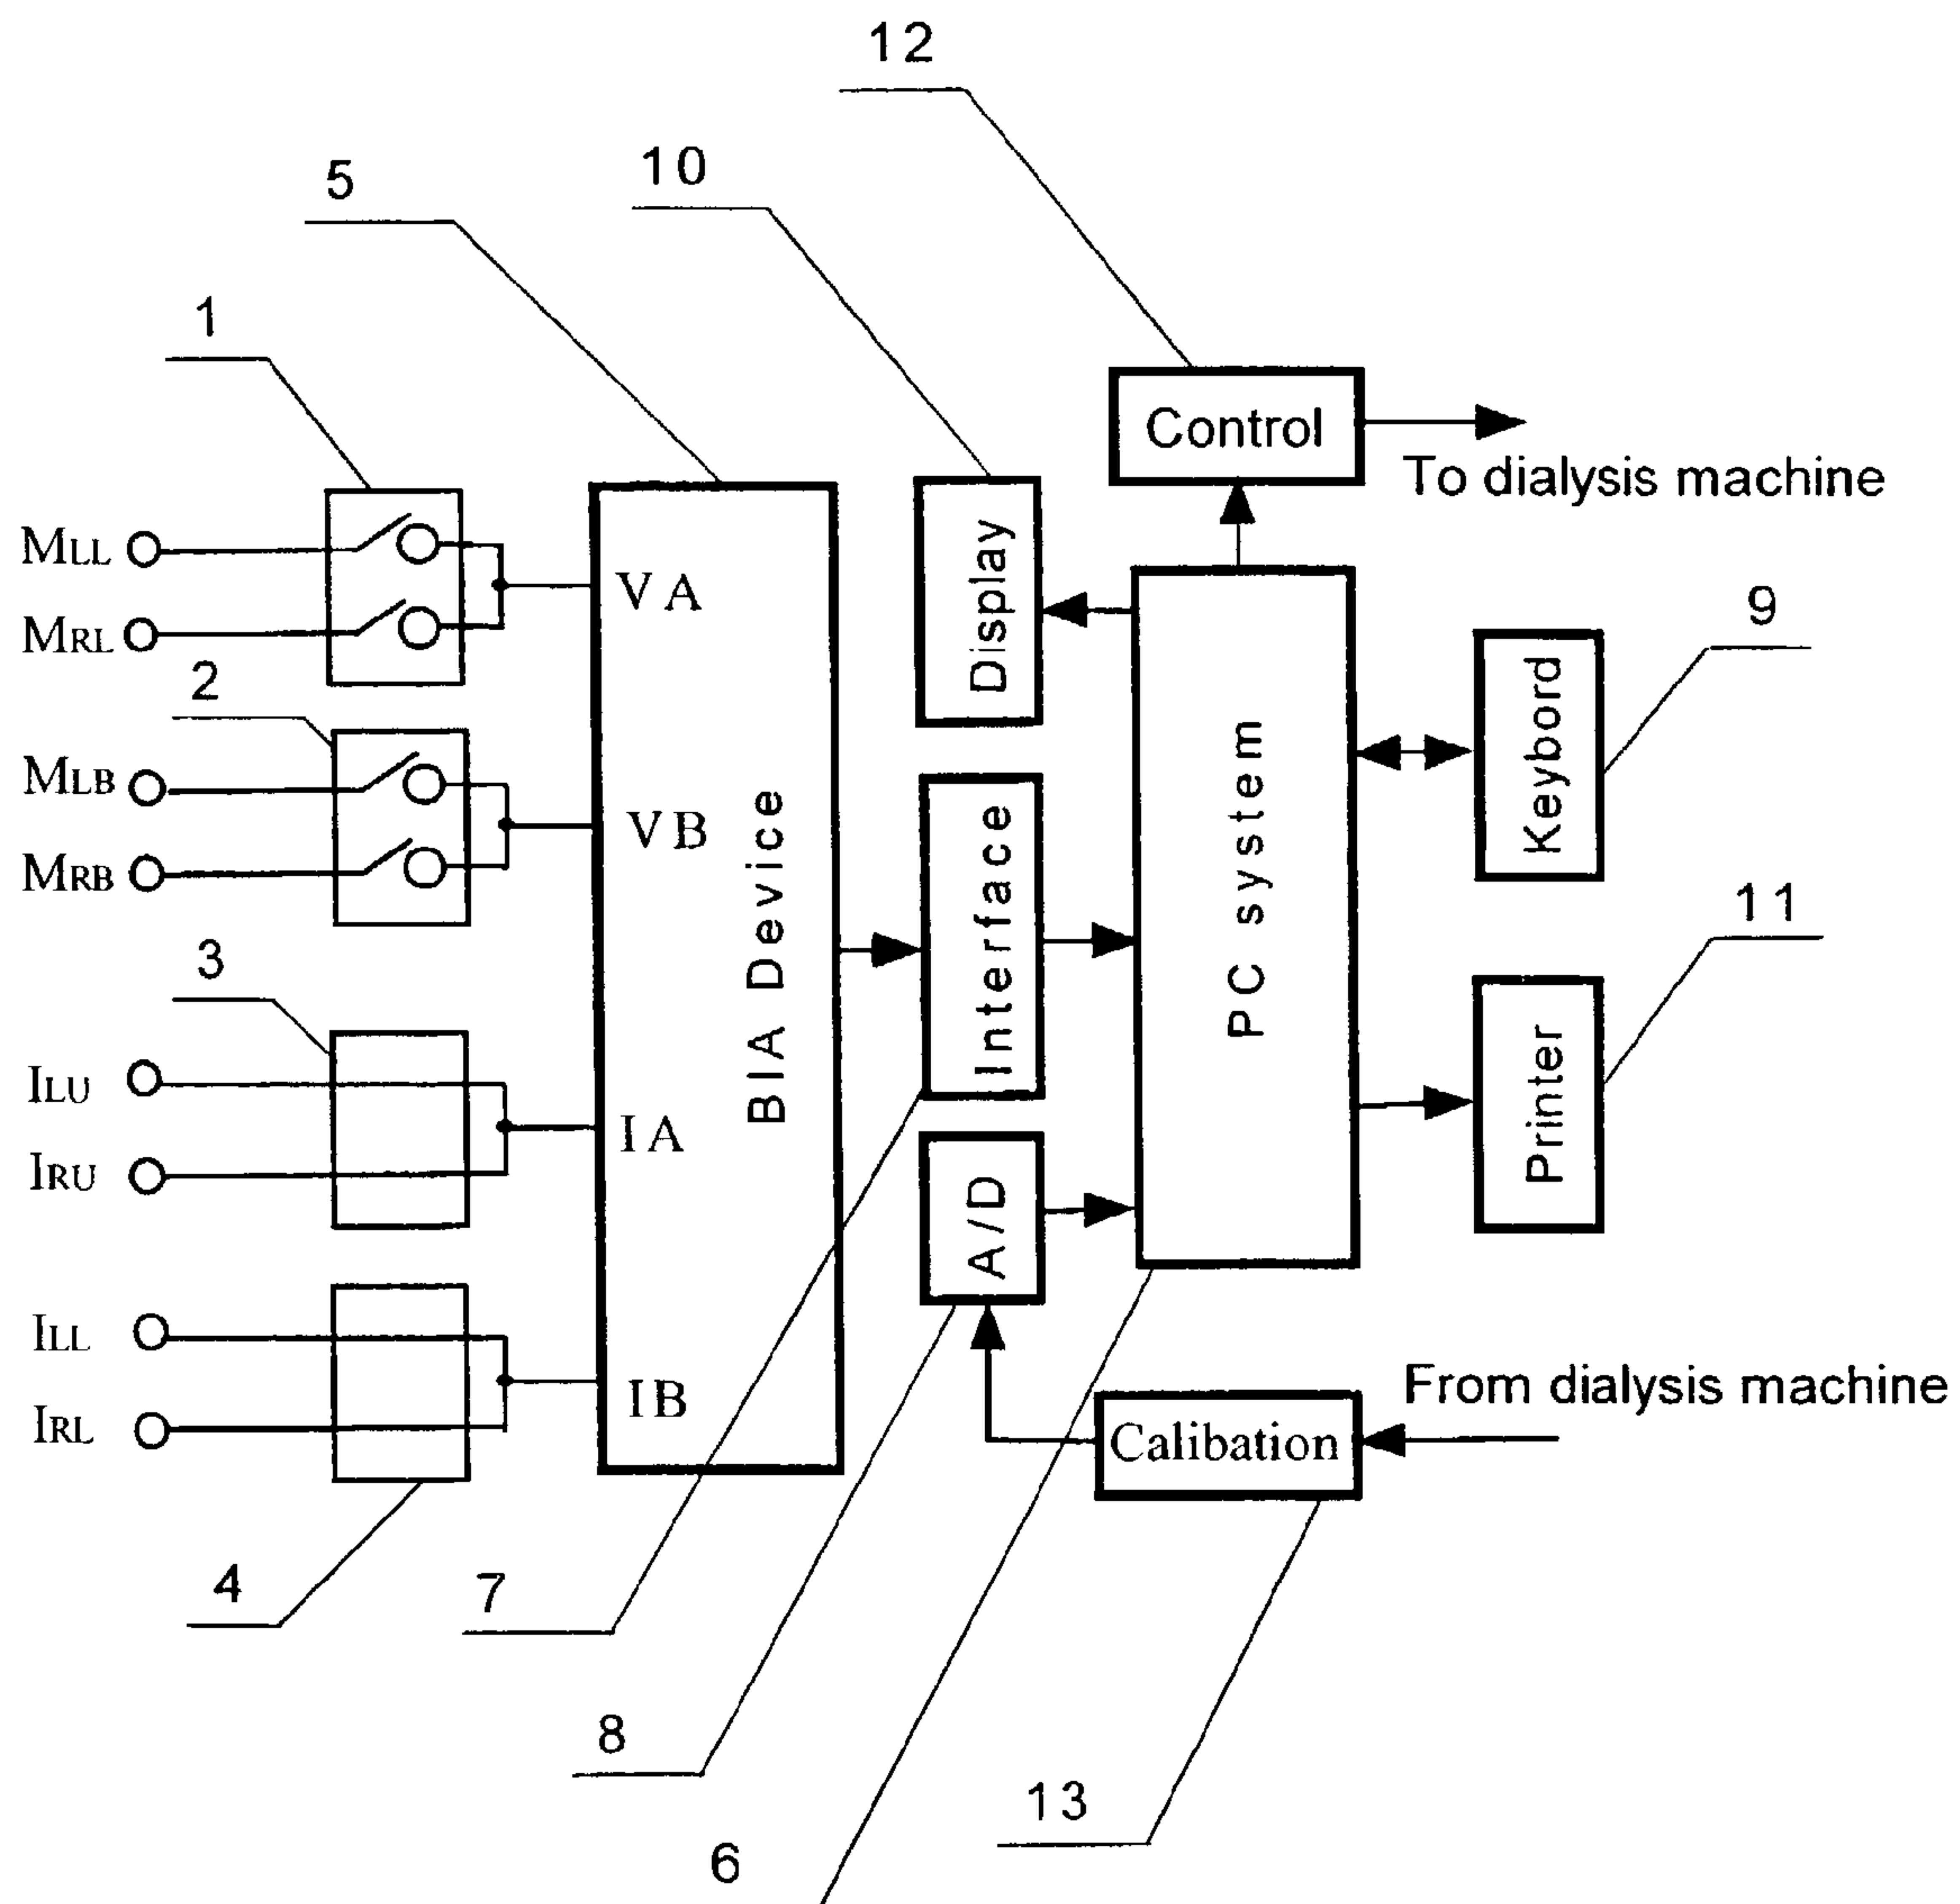 12
10
5
1
Control
To dialysis machine
MLL
MRL
VA
Display
9
2
MLB
MRB
VB
Keybord
BIA Device
Interface
PC system
11
3
ILU
IRU
IA
A/D
Printer
ILL
IRL
IB
From dialysis machine
Calibation
4
7
8
13
6